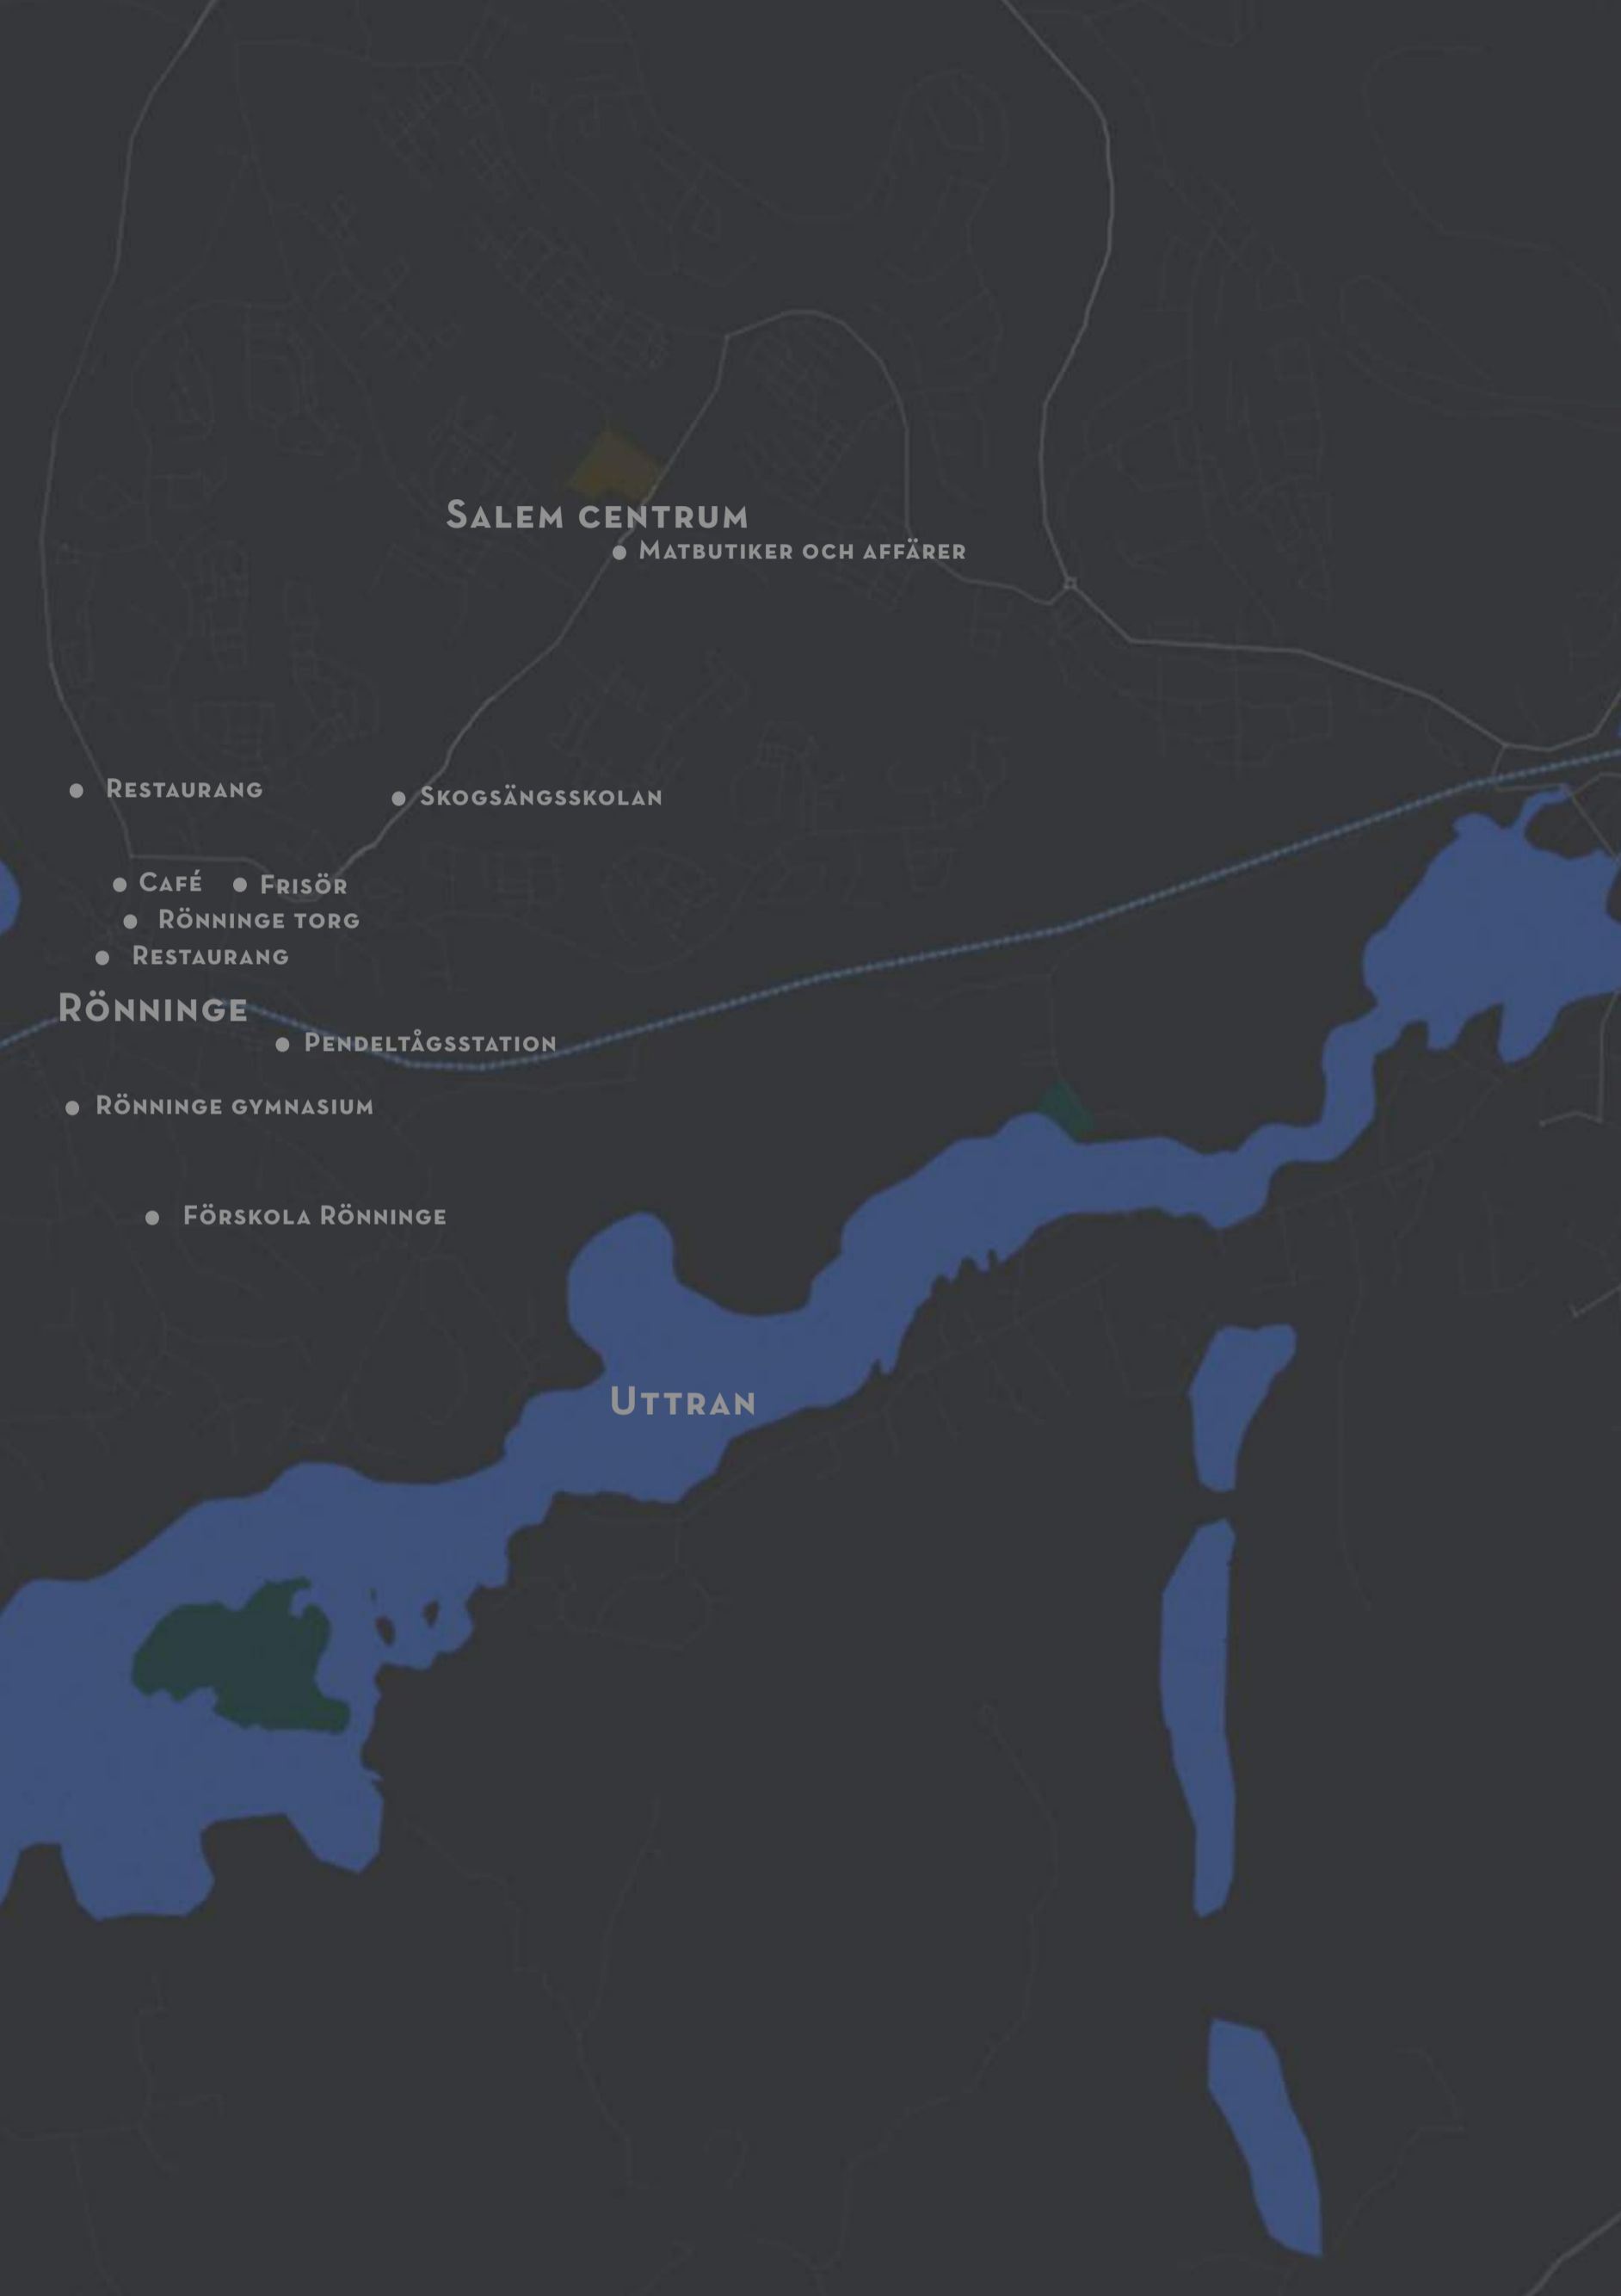 Salem centrum
Matbutiker och affärer
Restaurang
Skogsängsskolan
Café
Frisör
Rönninge torg
Restaurang
Rönninge
Pendeltågsstation
Rönninge gymnasium
Förskola Rönninge
Uttran